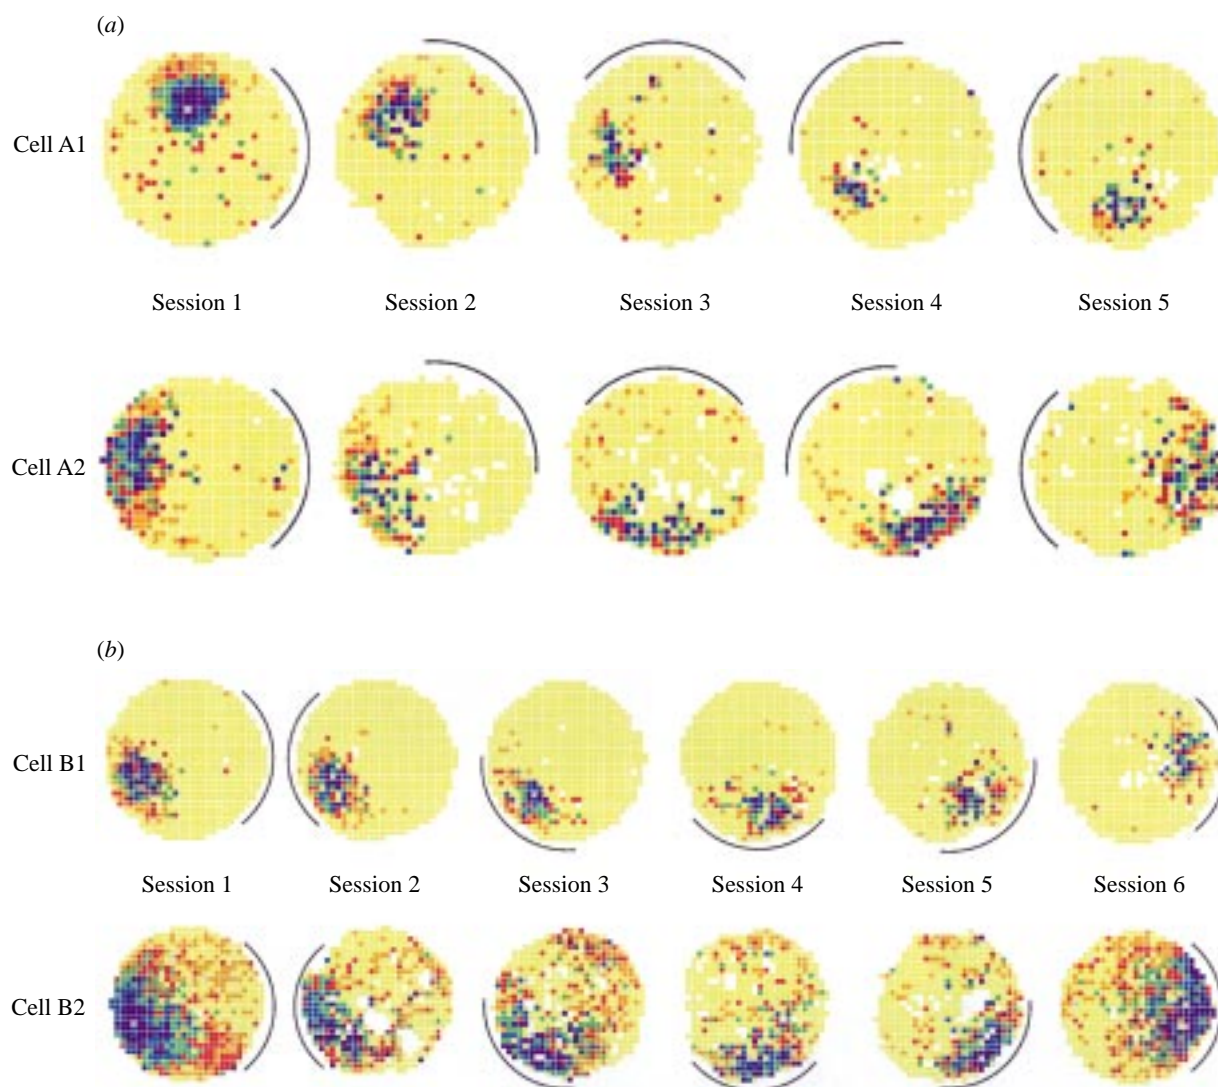 (a)
Cell A1
Session 1 Session 2 Session 3 Session 4 Session 5
Cell A2
(b)
Cell B1
Session 1 Session 2 Session 3 Session 4 Session 5 Session 6
Cell B2